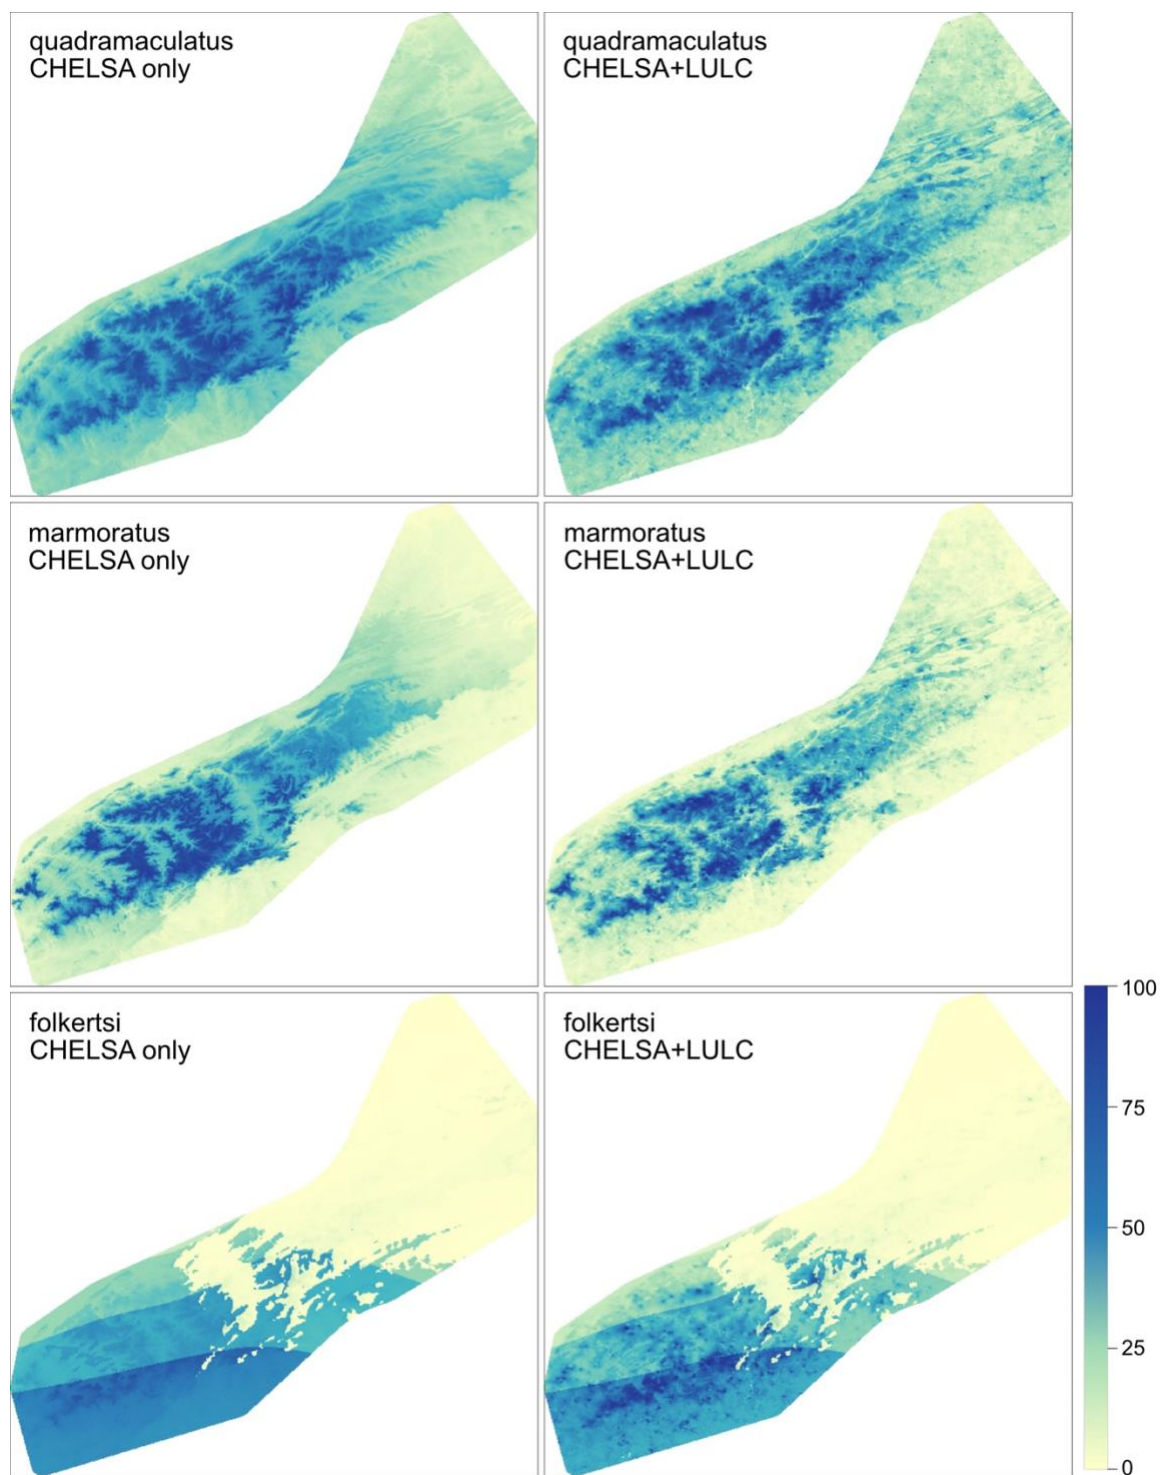 quadramaculatus
CHELSA only
quadramaculatus
CHELSA+LULC
marmoratus
CHELSA only
marmoratus
CHELSA+LULC
folkertsi
CHELSA only
folkertsi
CHELSA+LULC
100
75
50
25
0